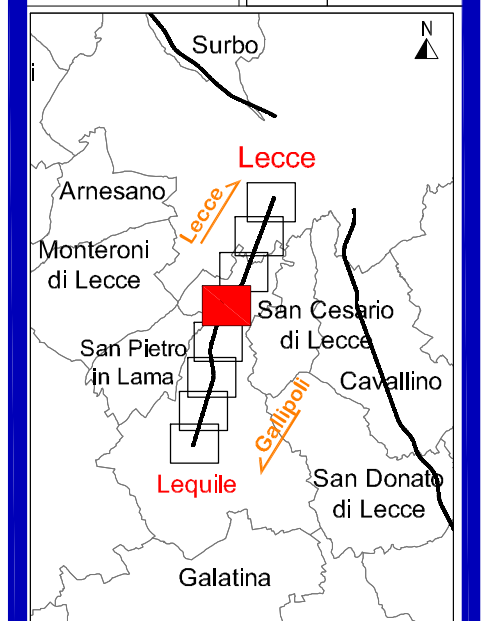 N
Surbo
i
Lecce
Arnesano
Lecce
Monteroni
di Lecce
San Cesario
di Lecce
San Pietro
in Lama
Cavallino
Gallipoli
Lequile
San Donato
di Lecce
Galatina